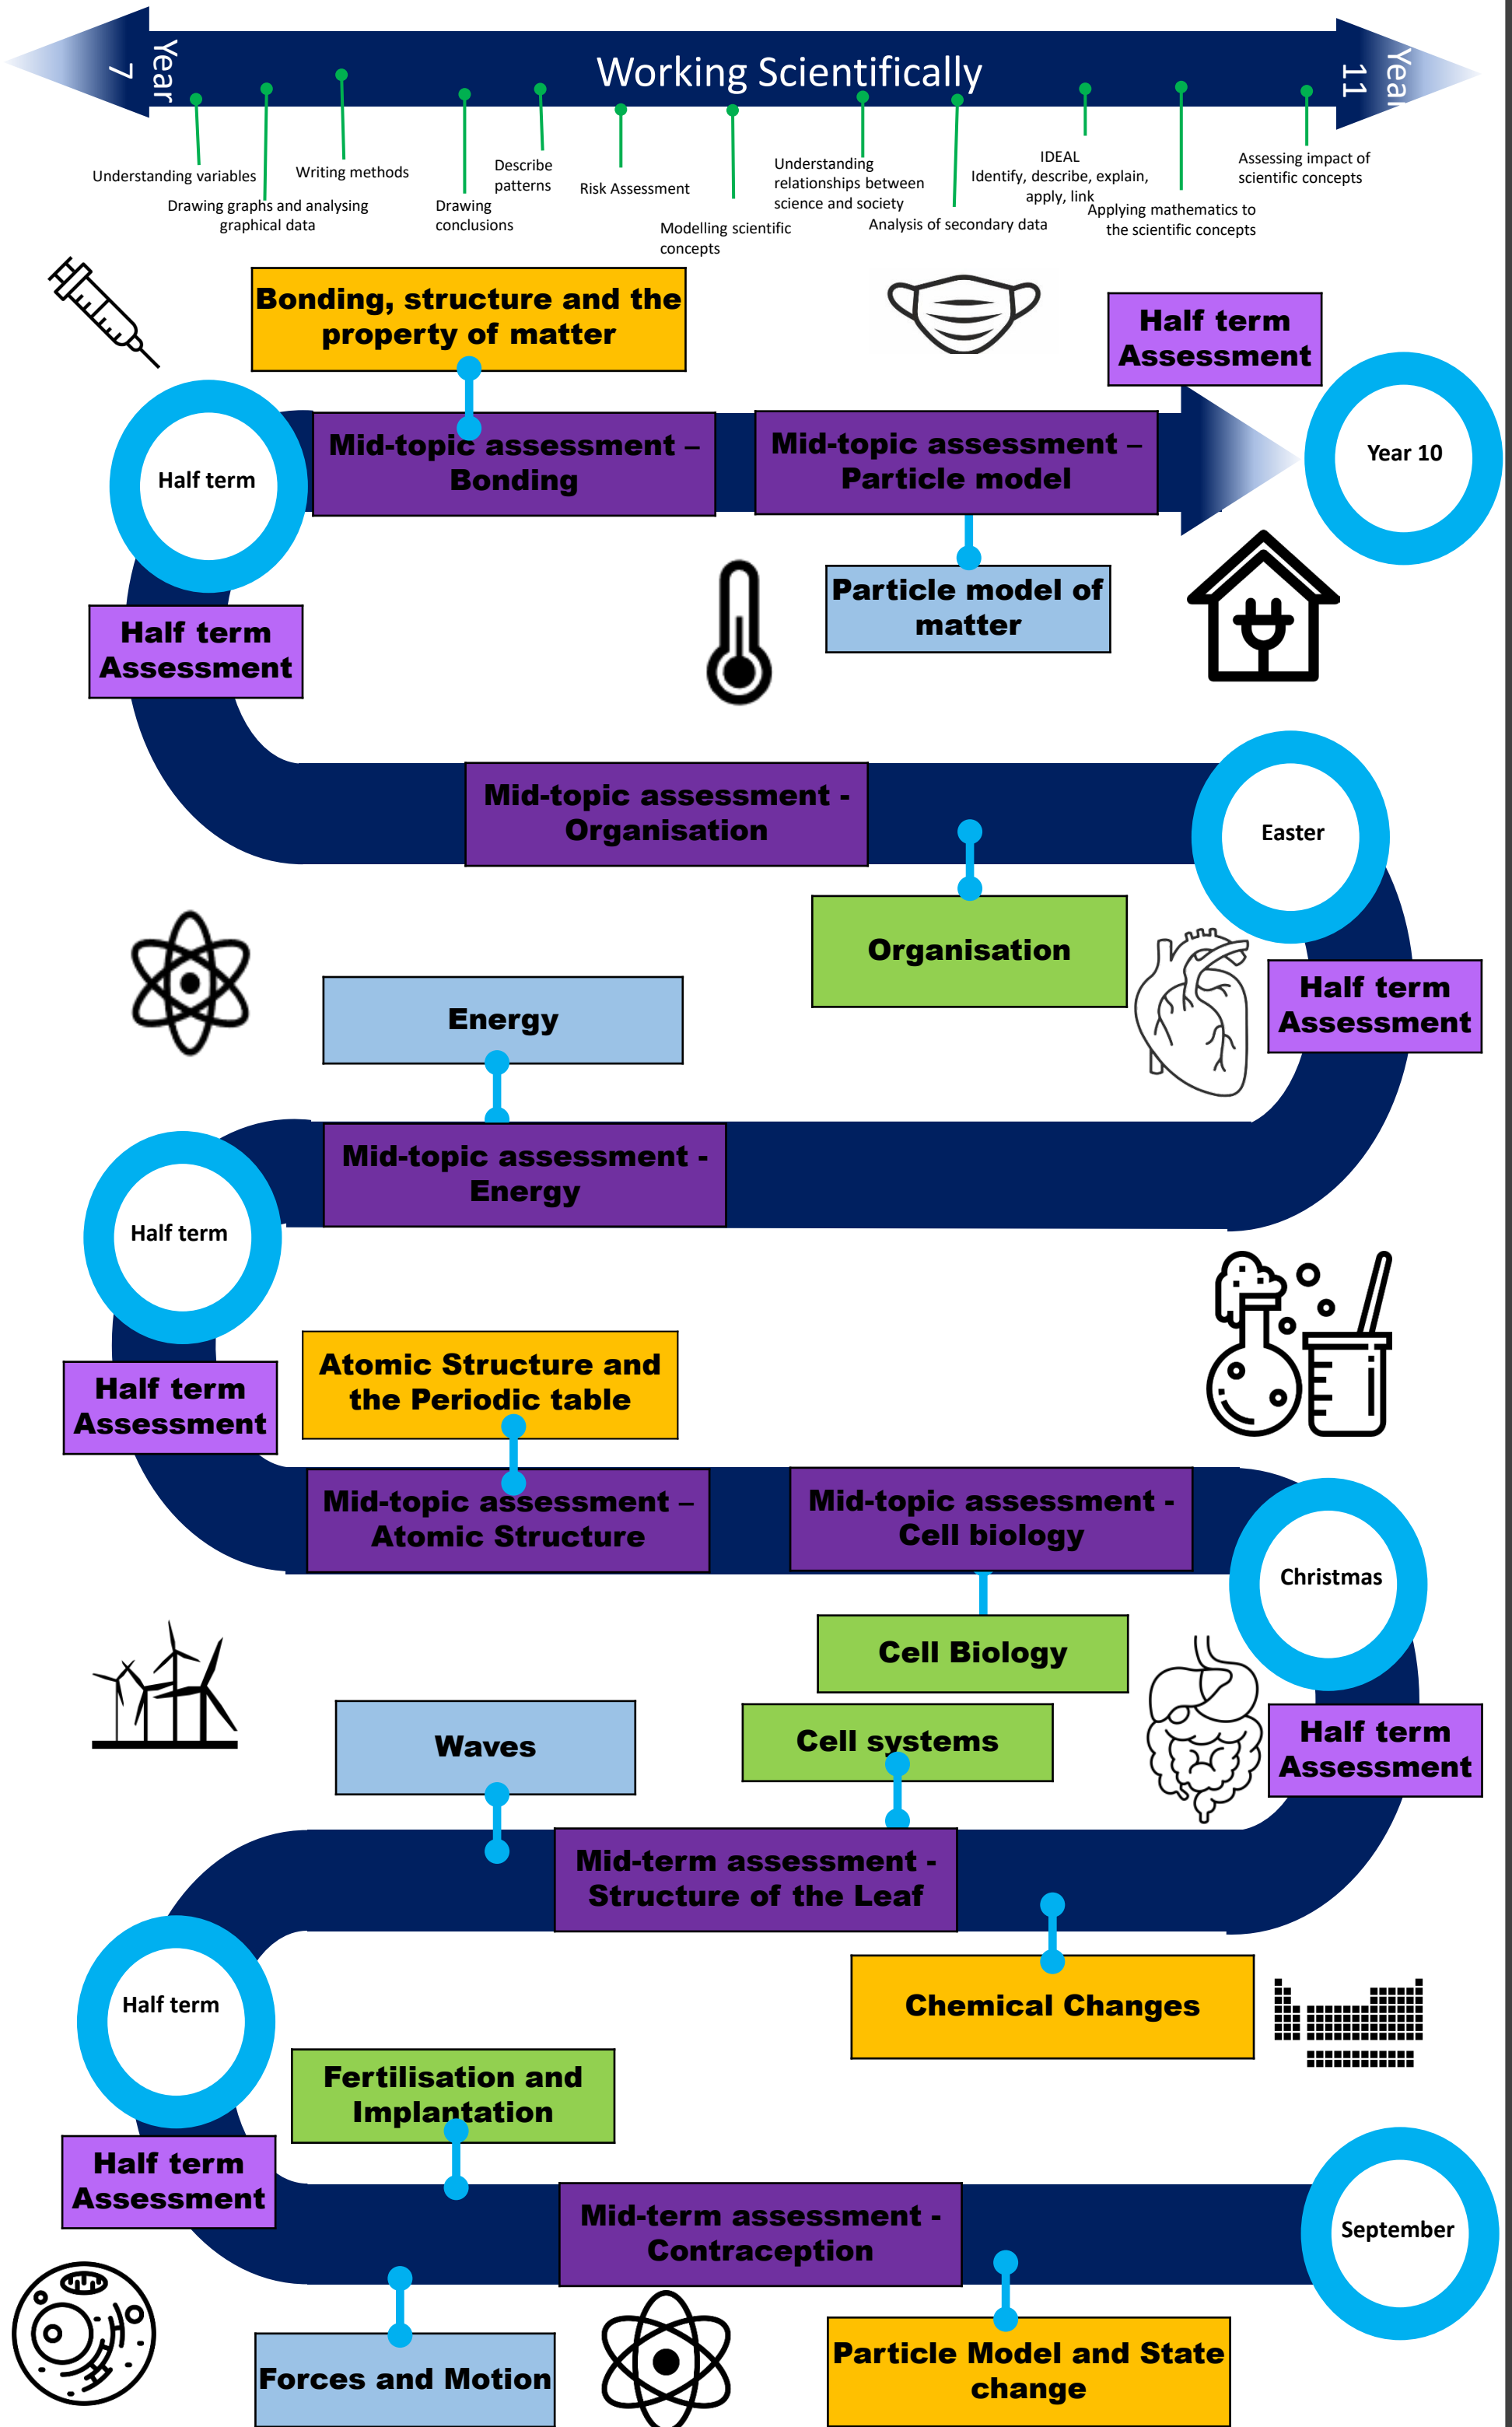 Working Scientifically
Year
7
Year
11
Understanding variables
Drawing graphs and analysing
graphical data
Writing methods
Drawing
conclusions
Describe
patterns
Risk Assessment
Modelling scientific
concepts
Understanding
relationships between
science and society
Analysis of secondary data
IDEAL
Identify, describe, explain,
apply, link
Applying mathematics to
the scientific concepts
Assessing impact of
scientific concepts
Bonding, structure and the
property of matter
Half term
Assessment
Half term
Mid-topic assessment –
Bonding
Mid-topic assessment –
Particle model
Year 10
Particle model of
matter
Half term
Assessment
Mid-topic assessment -
Organisation
Easter
Organisation
Half term
Assessment
Energy
Mid-topic assessment -
Energy
Half term
Half term
Assessment
Atomic Structure and
the Periodic table
Mid-topic assessment –
Atomic Structure
Mid-topic assessment -
Cell biology
Christmas
Cell Biology
Waves
Cell systems
Half term
Assessment
Mid-term assessment -
Structure of the Leaf
Half term
Chemical Changes
Fertilisation and
Implantation
Half term
Assessment
Mid-term assessment -
Contraception
September
Forces and Motion
Particle Model and State
change